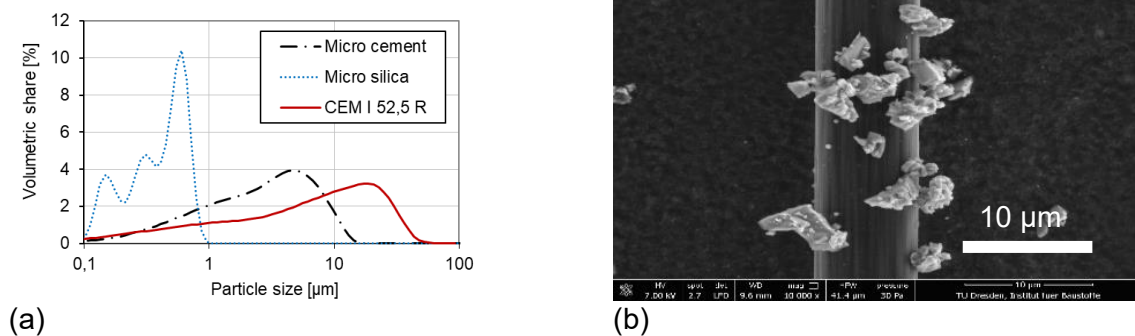 12
10
8
6
4
2
0
Volumetric share [%]
Micro cement
Micro silica
CEM I 52,5 R
0,1 1 10 100
Particle size [µm]
(a)
10 µm
HV spot det WD mag HFW pressure 10 µm
7.00 kV 2.7 LFD 9.6 mm 10 000 x 41.4 µm 30 Pa TU Dresden, Institut fuer Baustoffe
(b)